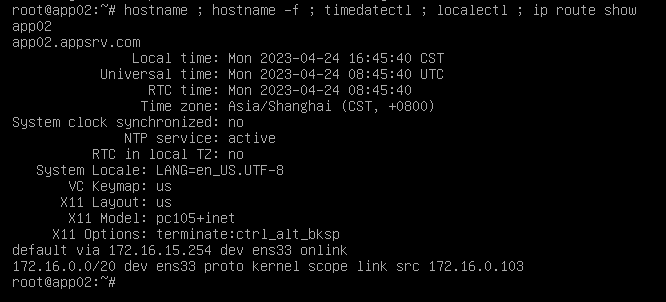 root@app02:~# hostname ; hostname -f ; timedatectl ; localectl ; ip route show
app02
app02.appsrv.com
Local time: Mon 2023-04-24 16:45:40 CST
Universal time: Mon 2023-04-24 08:45:40 UTC
RTC time: Mon 2023-04-24 08:45:40
Time zone: Asia/Shanghai (CST, +0800)
System clock synchronized: no
NTP service: active
RTC in local TZ: no
System Locale: LANG=en_US.UTF-8
VC Keymap: us
X11 Layout: us
X11 Model: pc105+inet
X11 Options: terminate:ctrl_alt_bksp
default via 172.16.15.254 dev ens33 onlink
172.16.0.0/20 dev ens33 proto kernel scope link src 172.16.0.103
root@app02:~#